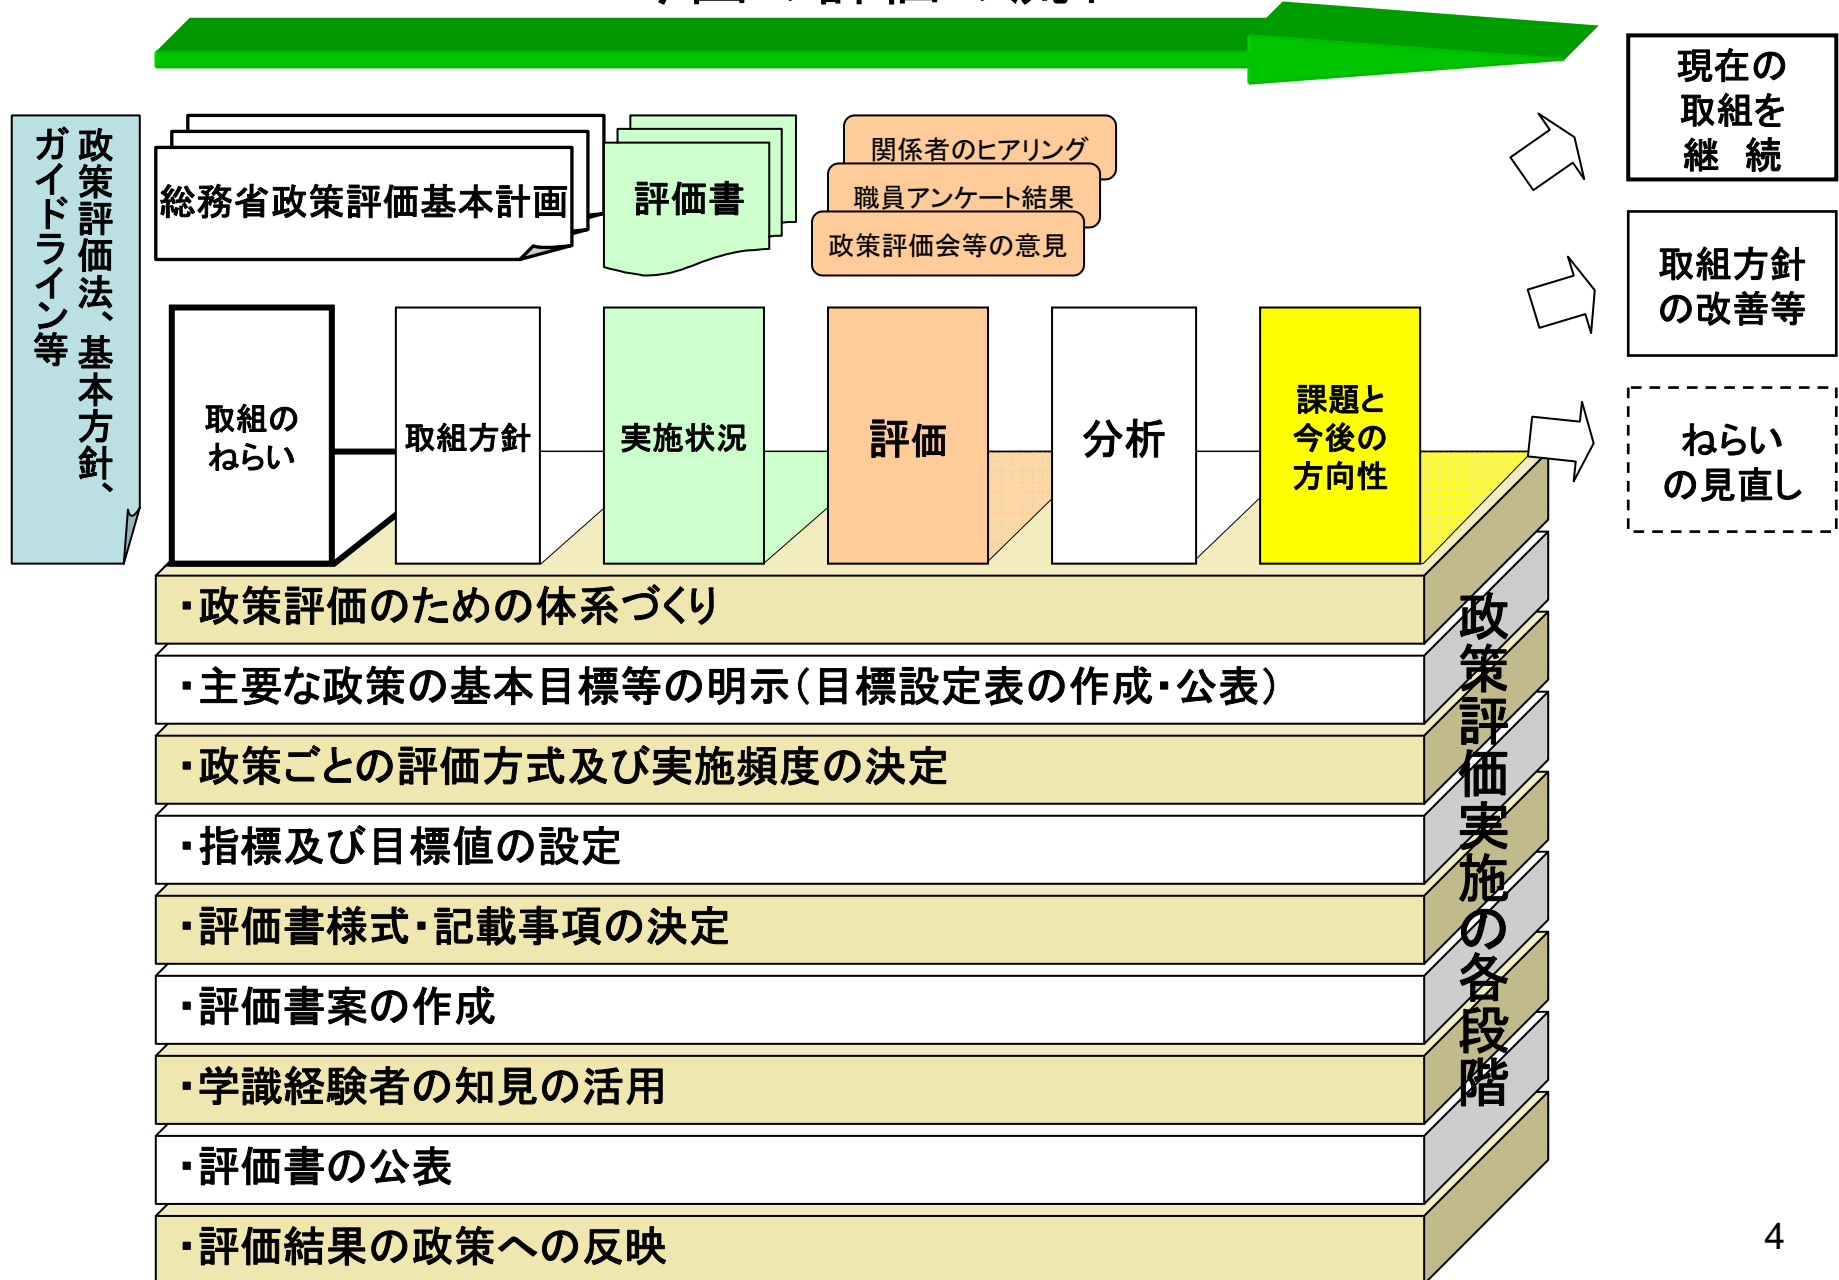 現在の
取組を
継 続
政策評価法、基本方針、
ガイドライン等
総務省政策評価基本計画
評価書
関係者のヒアリング
職員アンケート結果
政策評価会等の意見
取組方針
の改善等
ねらい
の見直し
取組の
ねらい
取組方針
実施状況
評価
分析
課題と
今後の
方向性
・政策評価のための体系づくり
・主要な政策の基本目標等の明示(目標設定表の作成・公表)
・政策ごとの評価方式及び実施頻度の決定
・指標及び目標値の設定
・評価書様式・記載事項の決定
・評価書案の作成
・学識経験者の知見の活用
・評価書の公表
・評価結果の政策への反映
政策評価実施の各段階
4